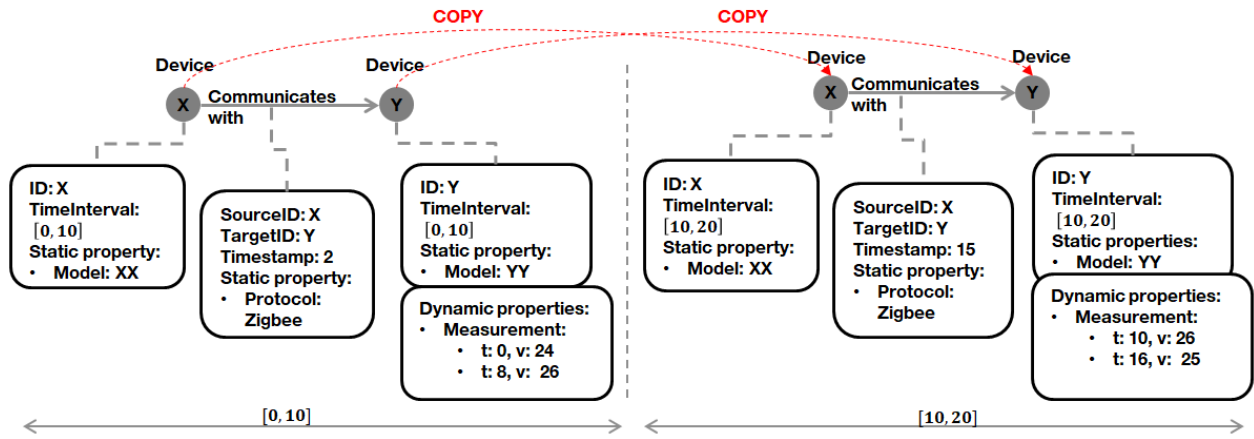 COPY
COPY
Device
Device
X
Communicates
with
Y
ID: X
TimeInterval:
[0, 10]
Static property:
• Model: XX
SourceID: X
TargetID: Y
Timestamp: 2
Static property:
• Protocol:
Zigbee
ID: Y
TimeInterval:
[0, 10]
Static property:
• Model: YY
Dynamic properties:
• Measurement:
• t: 0, v: 24
• t: 8, v: 26
[0, 10]
Device
Device
X
Communicates
with
Y
ID: X
TimeInterval:
[10, 20]
Static property:
• Model: XX
SourceID: X
TargetID: Y
Timestamp: 15
Static property:
• Protocol:
Zigbee
ID: Y
TimeInterval:
[10, 20]
Static properties:
• Model: YY
Dynamic properties:
• Measurement:
• t: 10, v: 26
• t: 16, v: 25
[10, 20]